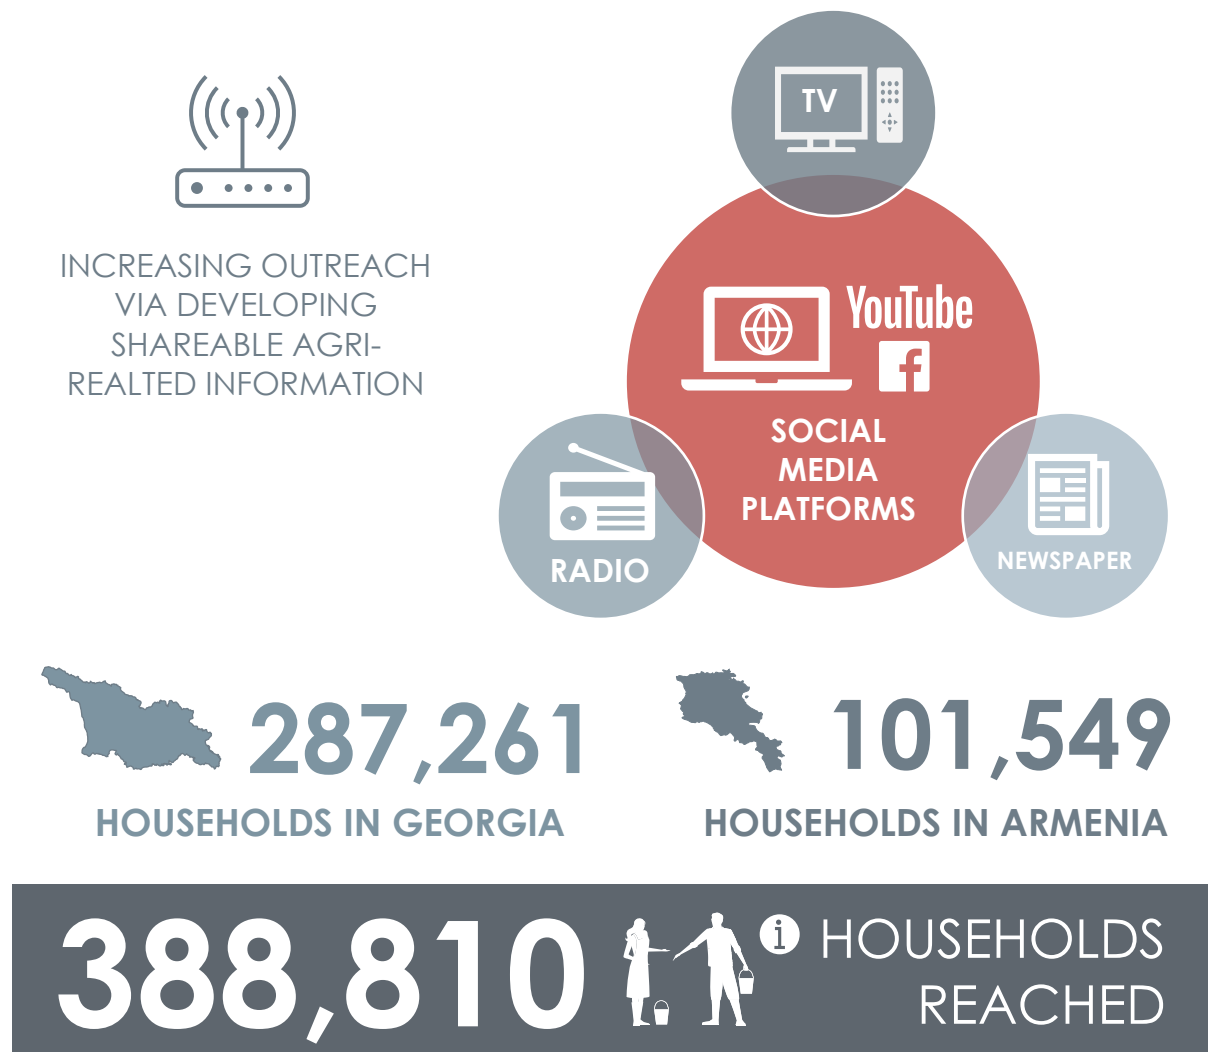 TV
INCREASING OUTREACH
VIA DEVELOPING
SHAREABLE AGRI-
REALTED INFORMATION
YouTube
f
SOCIAL
MEDIA
PLATFORMS
RADIO
NEWSPAPER
287,261
HOUSEHOLDS IN GEORGIA
101,549
HOUSEHOLDS IN ARMENIA
388,810
i
HOUSEHOLDS
REACHED